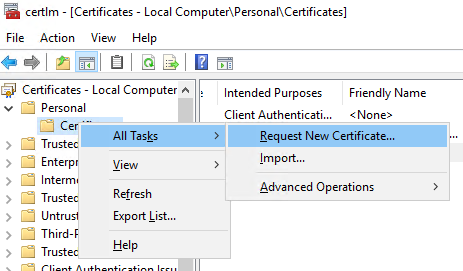 certlm - [Certificates - Local Computer\Personal\Certificates]
File Action View Help
Certificates - Local Computer
Intended Purposes Friendly Name
Personal
Client Authenticati... <None>
All Tasks
Request New Certificate...
Trusted
Enterp
View
Import...
Interm
Trusted
Refresh
Advanced Operations
Untrust
Export List...
Third-P
Trusted
Help
Client Authentication Issu